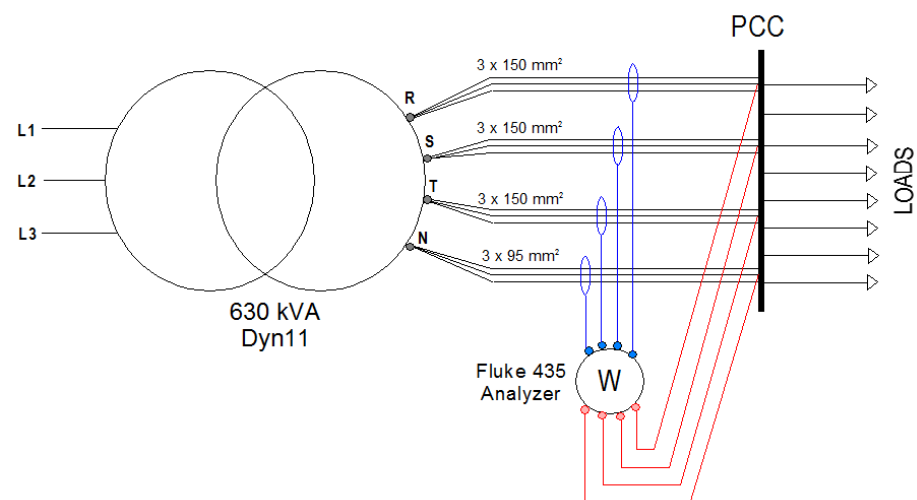 PCC
3 x 150 mm²
R
L1
3 x 150 mm²
S
L2
T
3 x 150 mm²
LOADS
L3
N
3 x 95 mm²
630 kVA
Dyn11
Fluke 435
Analyzer
W